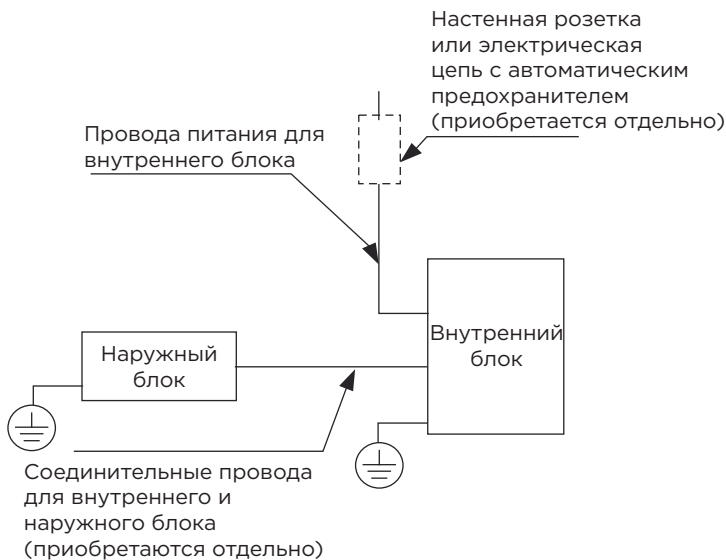 Настенная розетка
или электрическая
цепь с автоматическим
предохранителем
(приобретается отдельно)
Провода питания для
внутреннего блока
Внутренний
блок
Наружный
блок
Соединительные провода
для внутреннего и
наружного блока
(приобретаются отдельно)